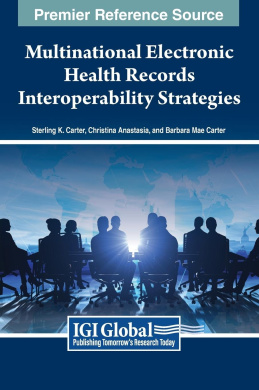 Premier Reference Source
Multinational Electronic
Health Records
Interoperability Strategies
Sterling K. Carter, Christina Anastasia, and Barbara Mae Carter
IGI Global
Publishing Tomorrow's Research Today